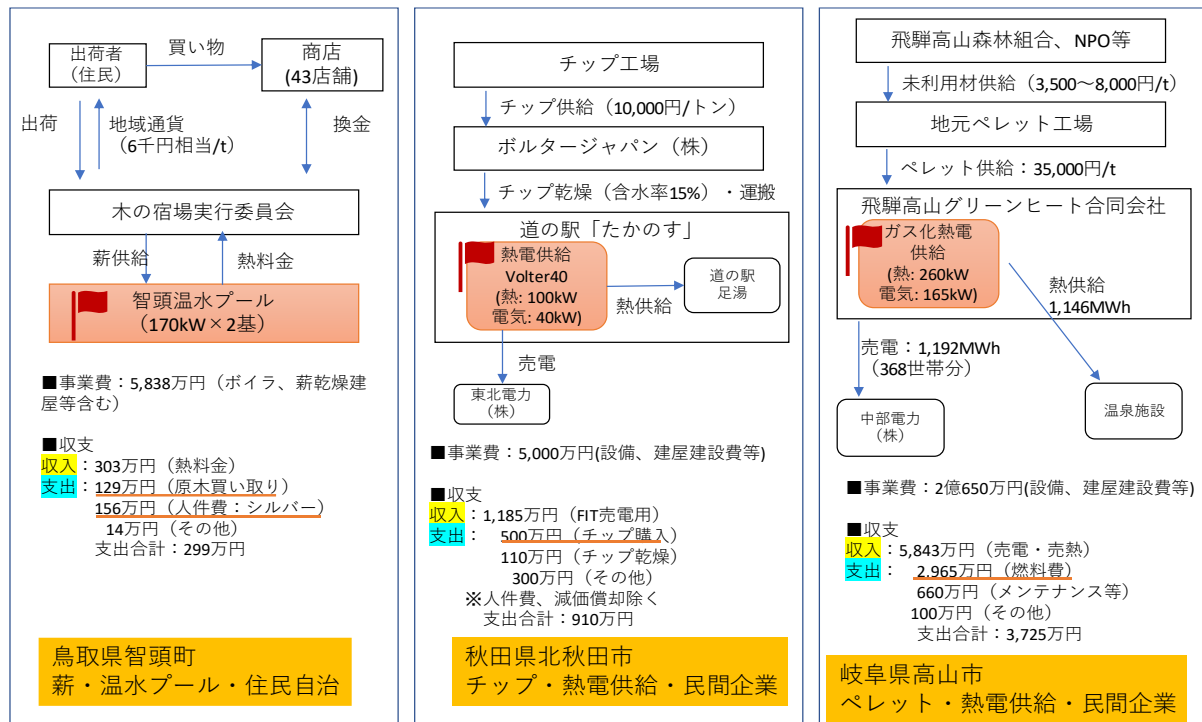 出荷者
（住民）
買い物
商店
(43店舗)
出荷
地域通貨
（6千円相当/t）
換金
木の宿場実行委員会
薪供給
熱料金
智頭温水プール
（170kW×2基）
■事業費：5,838万円（ボイラ、薪乾燥建
屋等含む）
■収支
収入：303万円（熱料金）
支出：129万円（原木買い取り）
156万円（人件費：シルバー）
14万円（その他）
支出合計：299万円
鳥取県智頭町
薪・温水プール・住民自治
チップ工場
チップ供給（10,000円/トン）
ボルタージャパン（株）
チップ乾燥（含水率15%）・運搬
道の駅「たかのす」
熱電供給
Volter40
(熱: 100kW
電気: 40kW)
熱供給
道の駅
足湯
売電
東北電力
（株）
■事業費：5,000万円(設備、建屋建設費等)
■収支
収入：1,185万円（FIT売電用）
支出： 500万円（チップ購入）
110万円（チップ乾燥）
300万円（その他）
※人件費、減価償却除く
支出合計：910万円
秋田県北秋田市
チップ・熱電供給・民間企業
飛騨高山森林組合、NPO等
未利用材供給（3,500～8,000円/t）
地元ペレット工場
ペレット供給：35,000円/t
飛騨高山グリーンヒート合同会社
ガス化熱電
供給
(熱: 260kW
電気: 165kW)
熱供給
1,146MWh
売電：1,192MWh
（368世帯分）
中部電力
（株）
温泉施設
■事業費：2億650万円(設備、建屋建設費等)
■収支
収入：5,843万円（売電・売熱）
支出： 2.965万円（燃料費）
660万円（メンテナンス等）
100万円（その他）
支出合計：3,725万円
岐阜県高山市
ペレット・熱電供給・民間企業